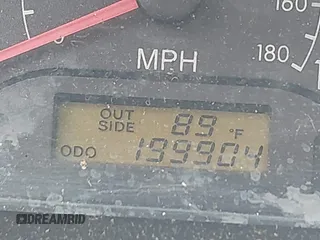 160
MPH
180
OUT
SIDE 89 °F
ODO 199904
DREAMBID